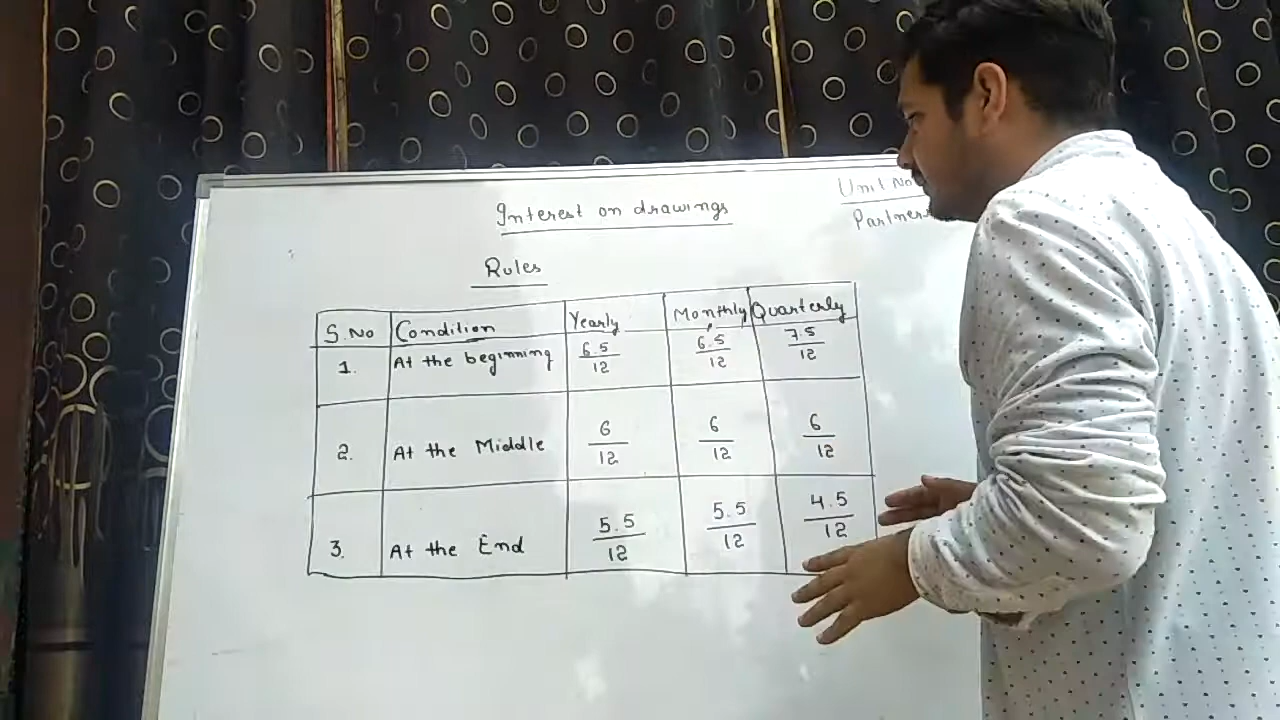 Unit No
Interest on drawings
Partners
Rules
S.No Condition Yearly Monthly Quarterly
1. At the beginning 6.5/12 6.5/12 7.5/12
2. At the Middle 6/12 6/12 6/12
3. At the End 5.5/12 5.5/12 4.5/12